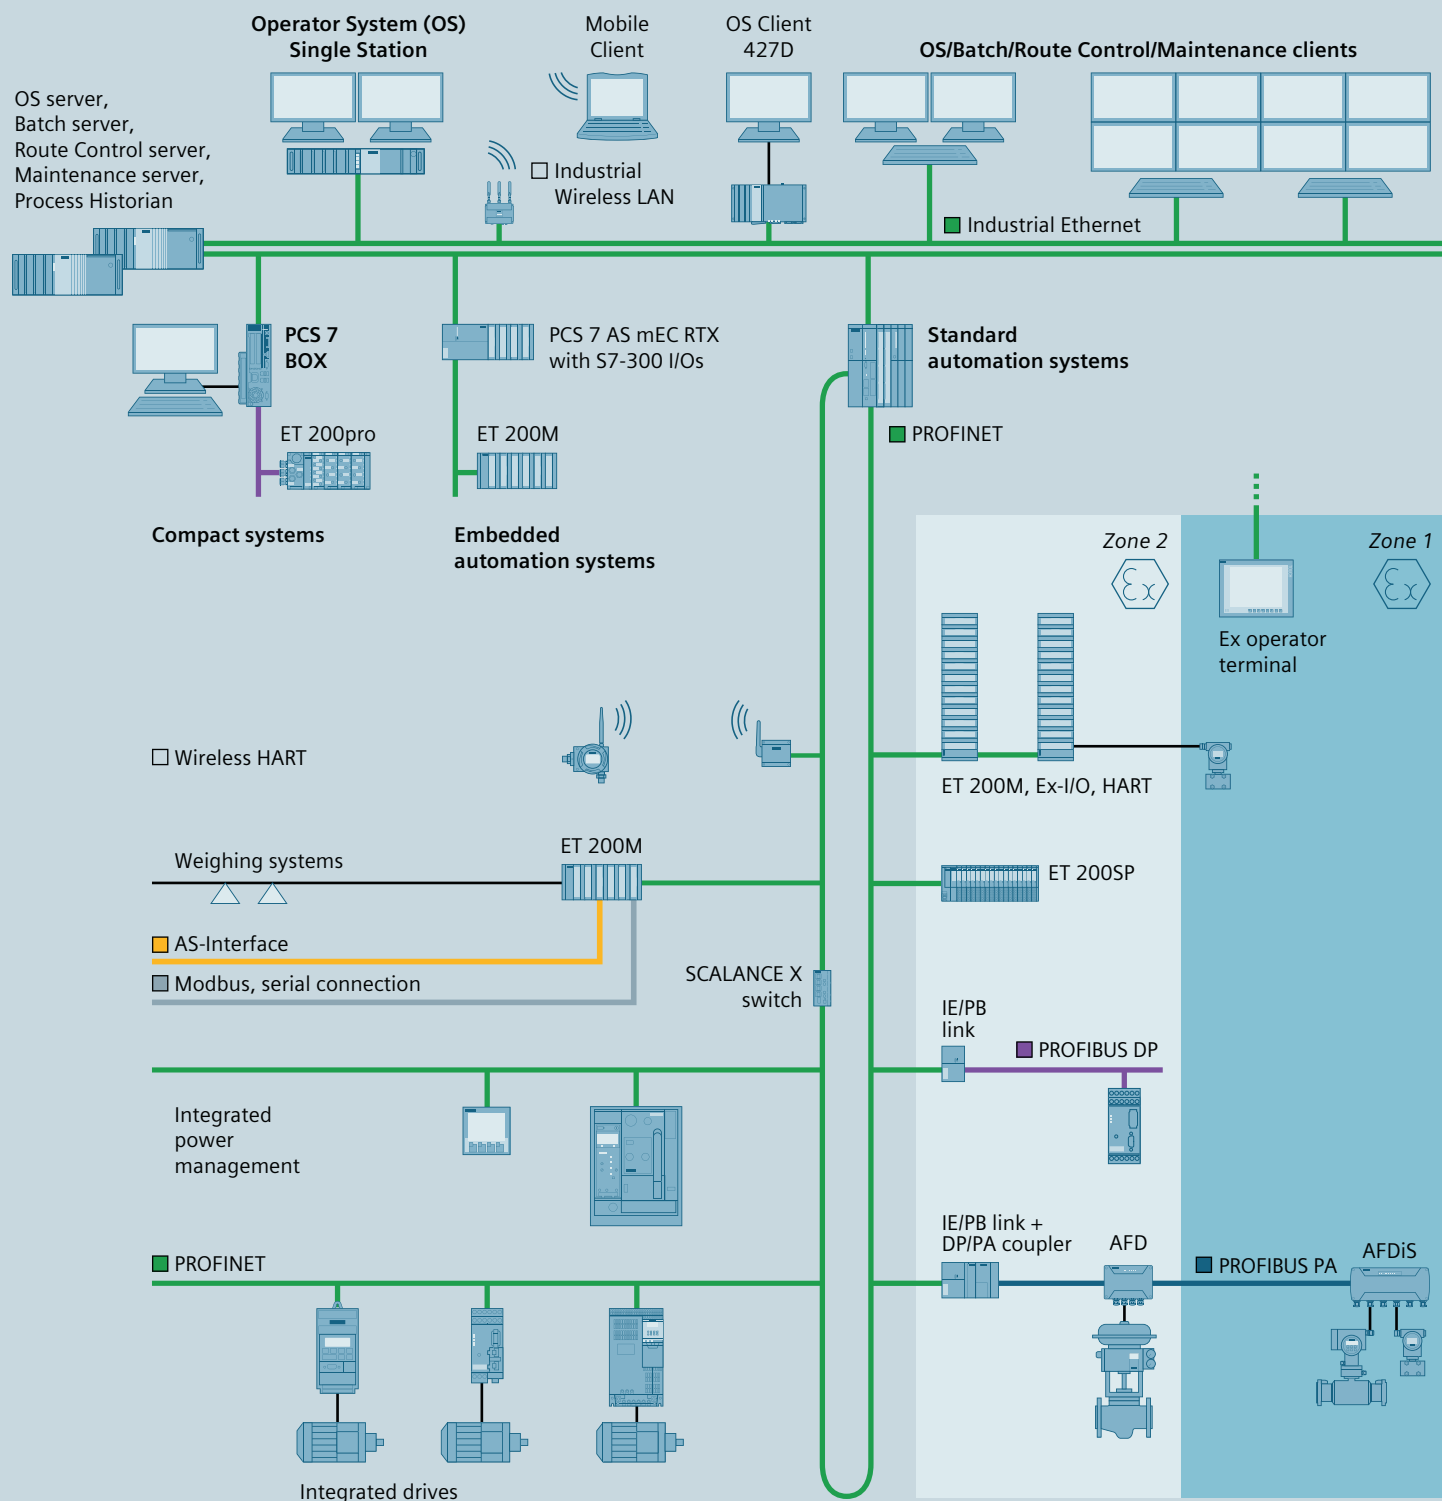 Operator System (OS)
Single Station
Mobile
Client
OS Client
427D
OS/Batch/Route Control/Maintenance clients
OS server,
Batch server,
Route Control server,
Maintenance server,
Process Historian
Industrial
Wireless LAN
Industrial Ethernet
PCS 7
BOX
PCS 7 AS mEC RTX
with S7-300 I/Os
Standard
automation systems
ET 200pro
ET 200M
PROFINET
Compact systems
Embedded
automation systems
Zone 2
Zone 1
Ex
Ex
Ex operator
terminal
Wireless HART
ET 200M, Ex-I/O, HART
Weighing systems
ET 200M
ET 200SP
AS-Interface
Modbus, serial connection
SCALANCE X
switch
IE/PB
link
PROFIBUS DP
Integrated
power
management
IE/PB link +
DP/PA coupler
AFD
PROFIBUS PA
AFDiS
PROFINET
Integrated drives